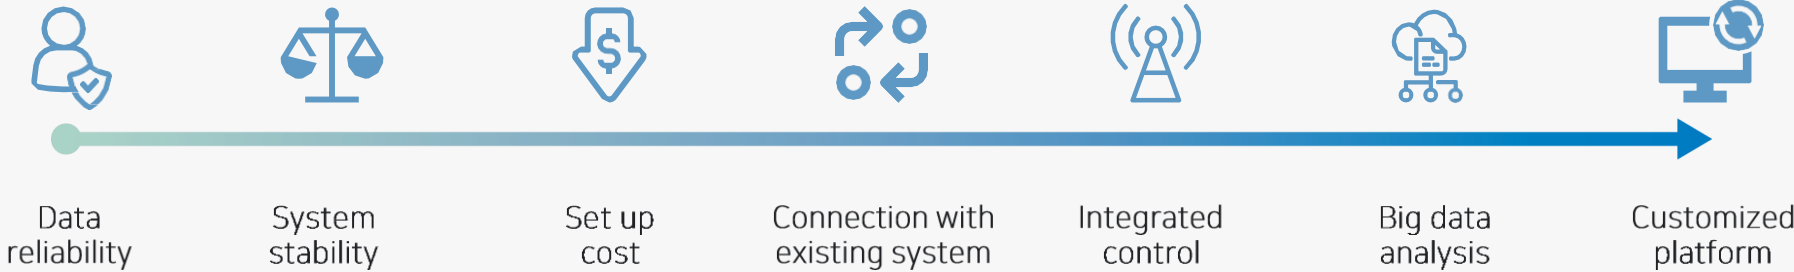 $
Data
reliability
System
stability
Set up
cost
Connection with
existing system
Integrated
control
Big data
analysis
Customized
platform